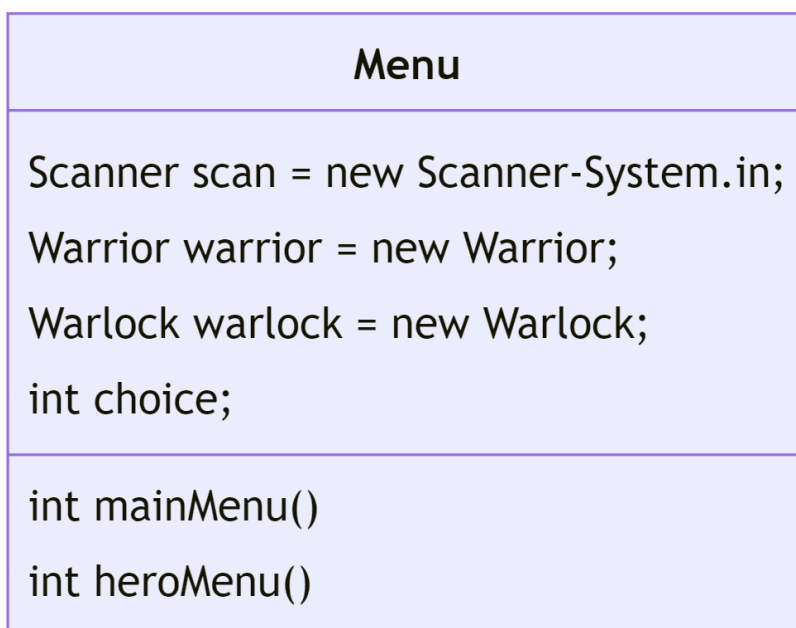 Menu
Scanner scan = new Scanner-System.in;
Warrior warrior = new Warrior;
Warlock warlock = new Warlock;
int choice;
int mainMenu()
int heroMenu()